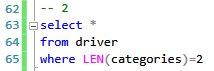 62 -- 2
63 select *
64 from driver
65 where LEN(categories)=2